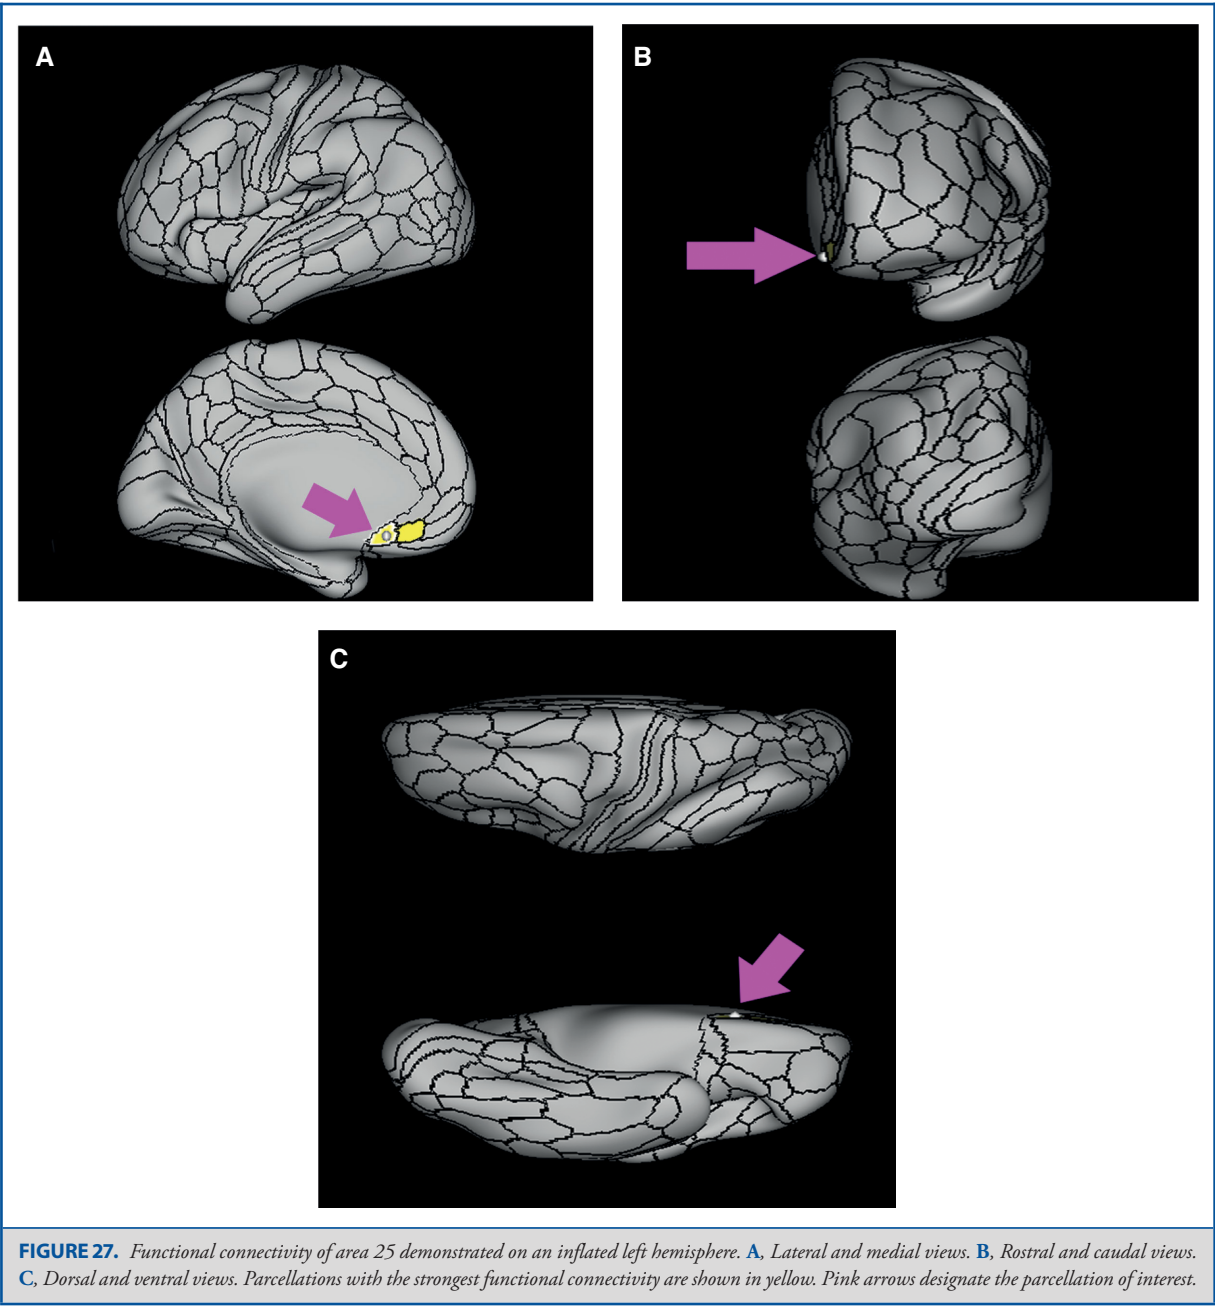 A
B
C
FIGURE 27. Functional connectivity of area 25 demonstrated on an inflated left hemisphere. A, Lateral and medial views. B, Rostral and caudal views.
C, Dorsal and ventral views. Parcellations with the strongest functional connectivity are shown in yellow. Pink arrows designate the parcellation of interest.